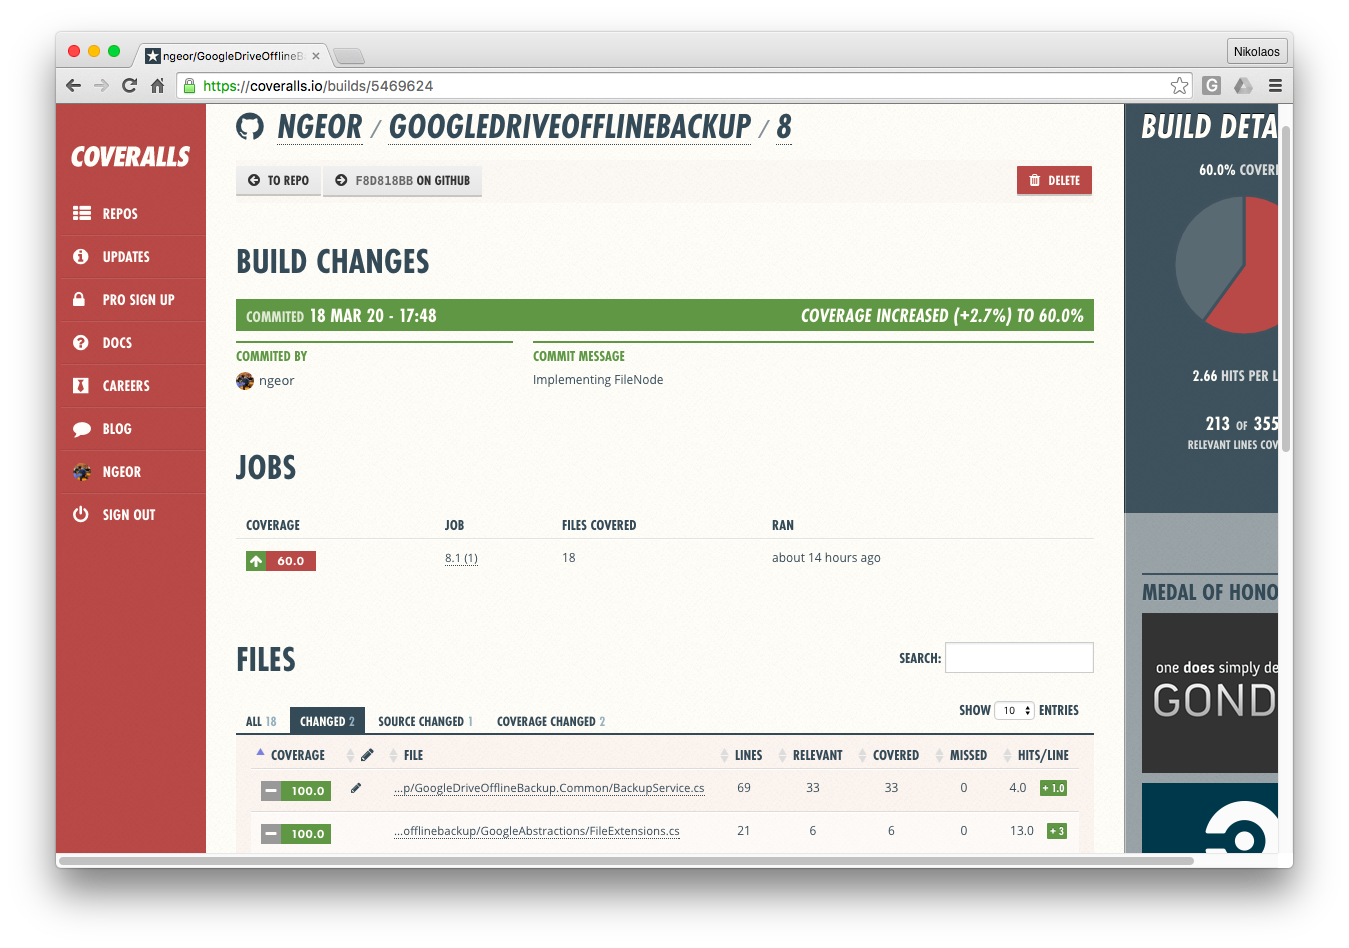 ngeor/GoogleDriveOfflineB
Nikolaos
https://coveralls.io/builds/5469624
COVERALLS
REPOS
UPDATES
PRO SIGN UP
DOCS
CAREERS
BLOG
NGEOR
SIGN OUT
NGEOR / GOOGLEDRIVEOFFLINEBACKUP / 8
TO REPO
F8D818BB ON GITHUB
DELETE
BUILD CHANGES
COMMITED 18 MAR 20 - 17:48
COVERAGE INCREASED (+2.7%) TO 60.0%
COMMITED BY
ngeor
COMMIT MESSAGE
Implementing FileNode
JOBS
COVERAGE JOB FILES COVERED RAN
60.0 8.1 (1) 18 about 14 hours ago
FILES
SEARCH:
ALL 18 CHANGED 2 SOURCE CHANGED 1 COVERAGE CHANGED 2
SHOW 10 ENTRIES
COVERAGE FILE LINES RELEVANT COVERED MISSED HITS/LINE
100.0 ...p/GoogleDriveOfflineBackup.Common/BackupService.cs 69 33 33 0 4.0 + 1.0
100.0 ...offlinebackup/GoogleAbstractions/FileExtensions.cs 21 6 6 0 13.0 + 3
BUILD DETA
60.0% COVERE
2.66 HITS PER L
213 OF 355
RELEVANT LINES COV
MEDAL OF HONO
one does simply de
GOND
G